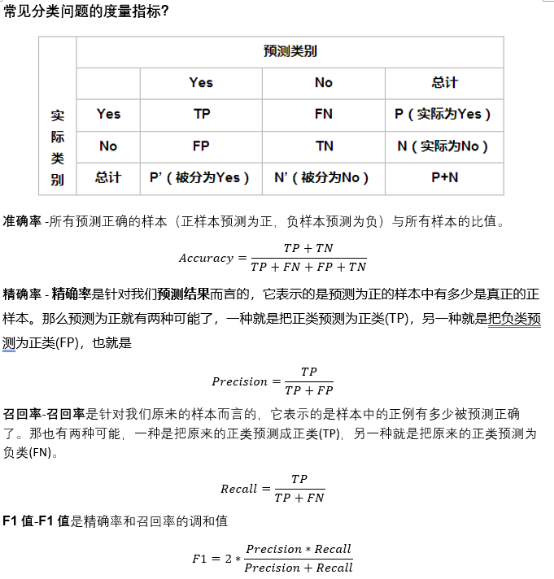 常见分类问题的度量指标?
预测类别
Yes No 总计
实际类别
Yes TP FN P（实际为Yes）
No FP TN N（实际为No）
总计 P’（被分为Yes） N’（被分为No） P+N
准确率 -所有预测正确的样本（正样本预测为正，负样本预测为负）与所有样本的比值。
Accuracy = (TP + TN) / (TP + FN + FP + TN)
精确率 - 精确率是针对我们预测结果而言的，它表示的是预测为正的样本中有多少是真正的正
样本。那么预测为正就有两种可能了，一种就是把正类预测为正类(TP)，另一种就是把负类预
测为正类(FP)，也就是
Precision = TP / (TP + FP)
召回率-召回率是针对我们原来的样本而言的，它表示的是样本中的正例有多少被预测正确
了。那也有两种可能，一种是把原来的正类预测成正类(TP)，另一种就是把原来的正类预测为
负类(FN)。
Recall = TP / (TP + FN)
F1 值-F1 值是精确率和召回率的调和值
F1 = 2 * (Precision * Recall) / (Precision + Recall)